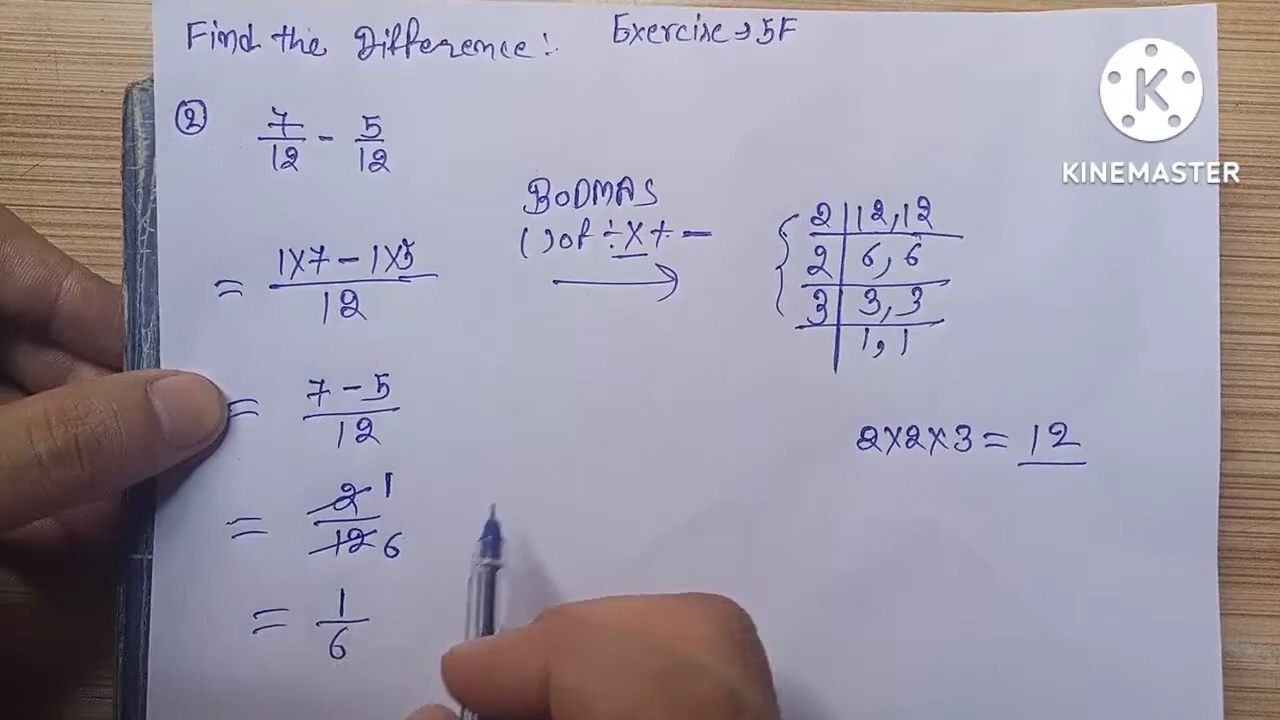 Find the Difference:  Exercise → 5F
② 7/12 - 5/12
= 1×7 - 1×5 / 12
= 7 - 5 / 12
= 2 1 / 12 6
= 1/6
BODMAS
( ) of ÷ × + -
→
2 | 12, 12
2 | 6, 6
3 | 3, 3
1, 1
2×2×3 = 12
K
KINEMASTER